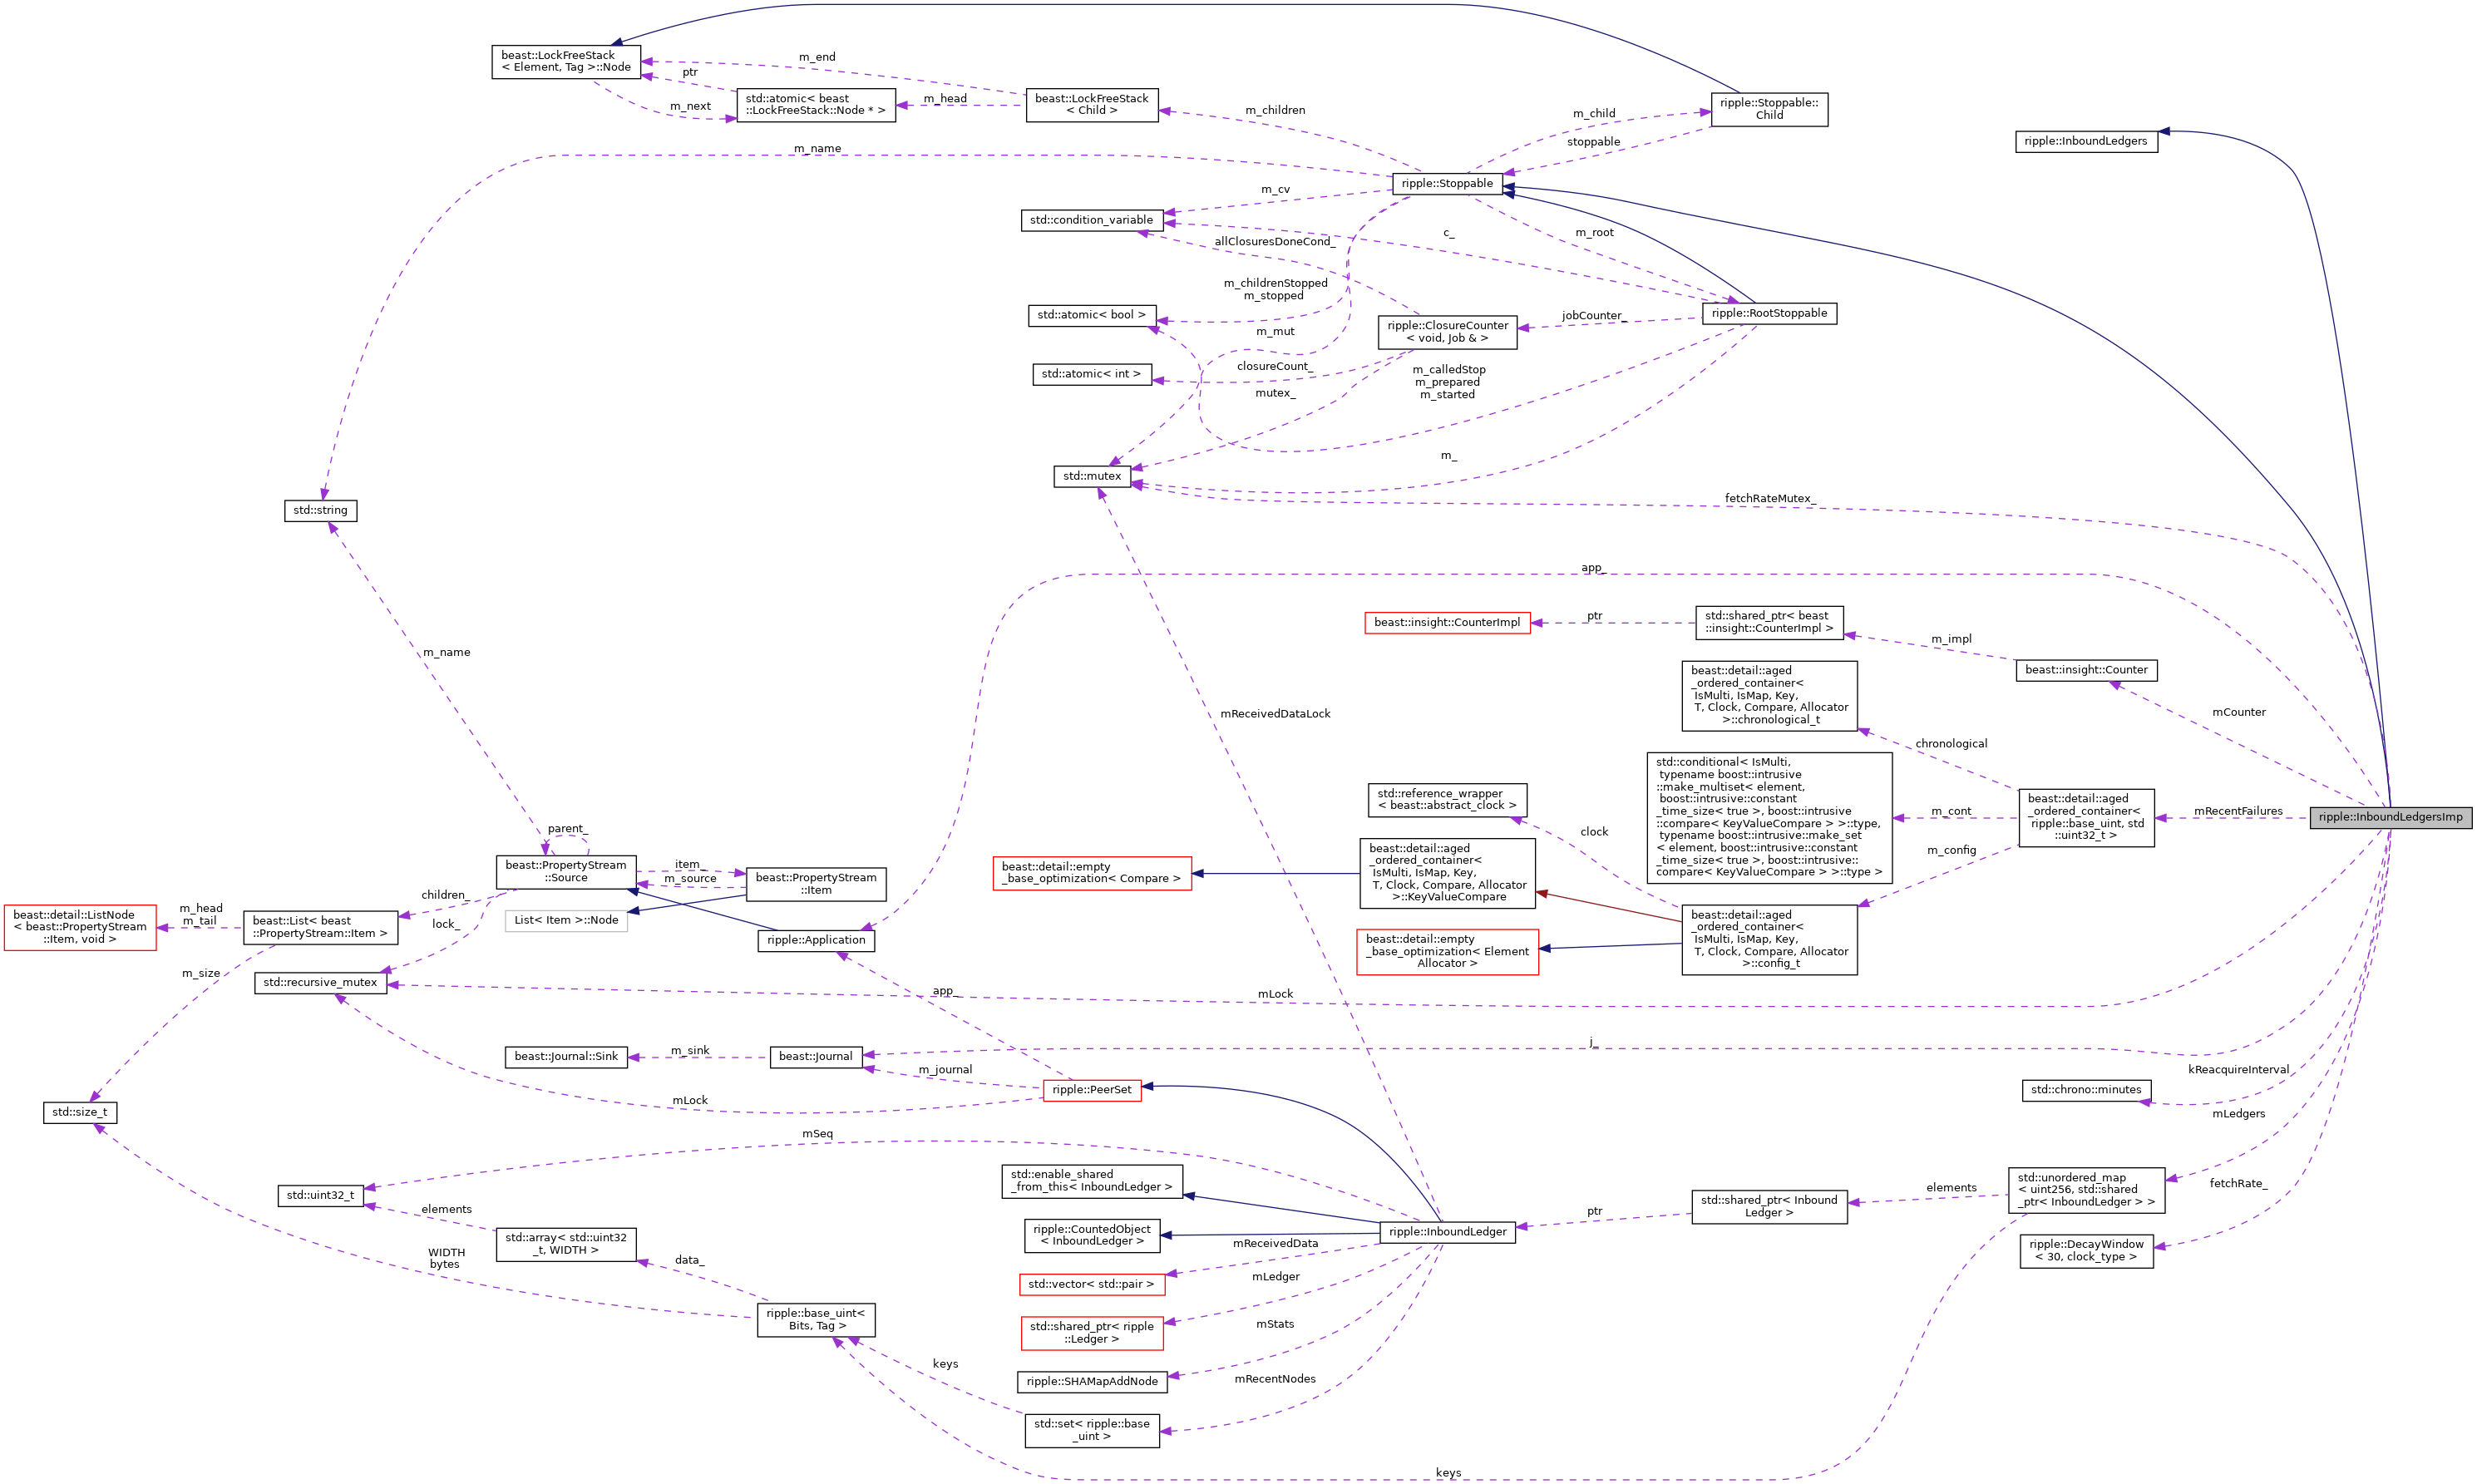 beast::LockFreeStack
< Element, Tag >::Node
m_end
ptr
m_next
std::atomic< beast
::LockFreeStack::Node * >
m_head
beast::LockFreeStack
< Child >
m_children
m_child
stoppable
ripple::Stoppable::
Child
ripple::InboundLedgers
m_name
ripple::Stoppable
m_cv
std::condition_variable
allClosuresDoneCond_
c_
m_root
m_childrenStopped
m_stopped
std::atomic< bool >
m_mut
ripple::ClosureCounter
< void, Job & >
jobCounter_
ripple::RootStoppable
std::atomic< int >
closureCount_
mutex_
m_calledStop
m_prepared
m_started
std::mutex
m_
fetchRateMutex_
std::string
app_
beast::insight::CounterImpl
ptr
std::shared_ptr< beast
::insight::CounterImpl >
m_impl
beast::insight::Counter
mCounter
m_name
mReceivedDataLock
beast::detail::aged
_ordered_container<
 IsMulti, IsMap, Key,
 T, Clock, Compare, Allocator
>::chronological_t
chronological
std::conditional< IsMulti,
 typename boost::intrusive
::make_multiset< element,
 boost::intrusive::constant
_time_size< true >, boost::intrusive
::compare< KeyValueCompare > >::type,
 typename boost::intrusive::make_set
< element, boost::intrusive::constant
_time_size< true >, boost::intrusive::
compare< KeyValueCompare > >::type >
m_cont
m_config
beast::detail::aged
_ordered_container<
 ripple::base_uint, std
::uint32_t >
mRecentFailures
ripple::InboundLedgersImp
std::reference_wrapper
< beast::abstract_clock >
clock
parent_
beast::PropertyStream
::Source
item_
m_source
beast::PropertyStream
::Item
beast::detail::empty
_base_optimization< Compare >
beast::detail::aged
_ordered_container<
 IsMulti, IsMap, Key,
 T, Clock, Compare, Allocator
>::KeyValueCompare
beast::detail::aged
_ordered_container<
 IsMulti, IsMap, Key,
 T, Clock, Compare, Allocator
>::config_t
beast::detail::empty
_base_optimization< Element
Allocator >
children_
lock_
List< Item >::Node
beast::detail::ListNode
< beast::PropertyStream
::Item, void >
m_head
m_tail
beast::List< beast
::PropertyStream::Item >
ripple::Application
m_size
std::recursive_mutex
app_
mLock
beast::Journal::Sink
m_sink
beast::Journal
m_journal
j_
ripple::PeerSet
mLock
kReacquireInterval
std::chrono::minutes
std::size_t
mLedgers
mSeq
std::uint32_t
elements
std::enable_shared
_from_this< InboundLedger >
std::unordered_map
< uint256, std::shared
_ptr< InboundLedger > >
elements
std::shared_ptr< Inbound
Ledger >
ptr
fetchRate_
ripple::InboundLedger
ripple::CountedObject
< InboundLedger >
std::array< std::uint32
_t, WIDTH >
WIDTH
bytes
data_
mReceivedData
std::vector< std::pair >
ripple::DecayWindow
< 30, clock_type >
mLedger
ripple::base_uint<
Bits, Tag >
std::shared_ptr< ripple
::Ledger >
mStats
keys
ripple::SHAMapAddNode
mRecentNodes
std::set< ripple::base
_uint >
keys